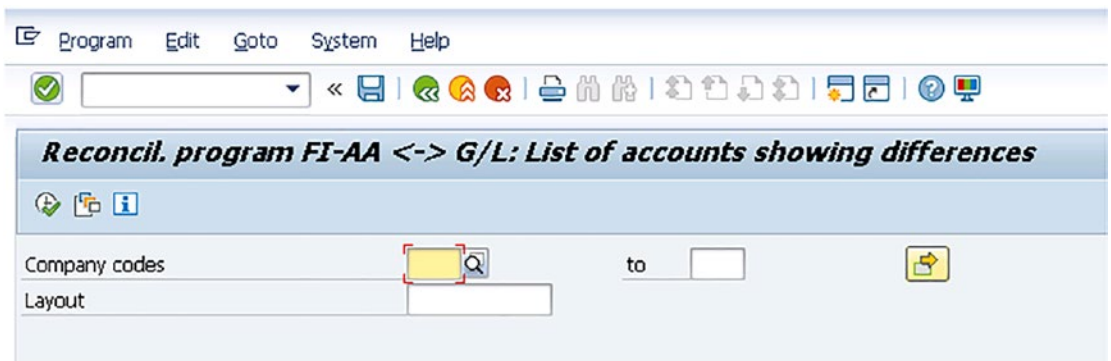 Program Edit Goto System Help
Reconcil. program FI-AA <-> G/L: List of accounts showing differences
Company codes to
Layout